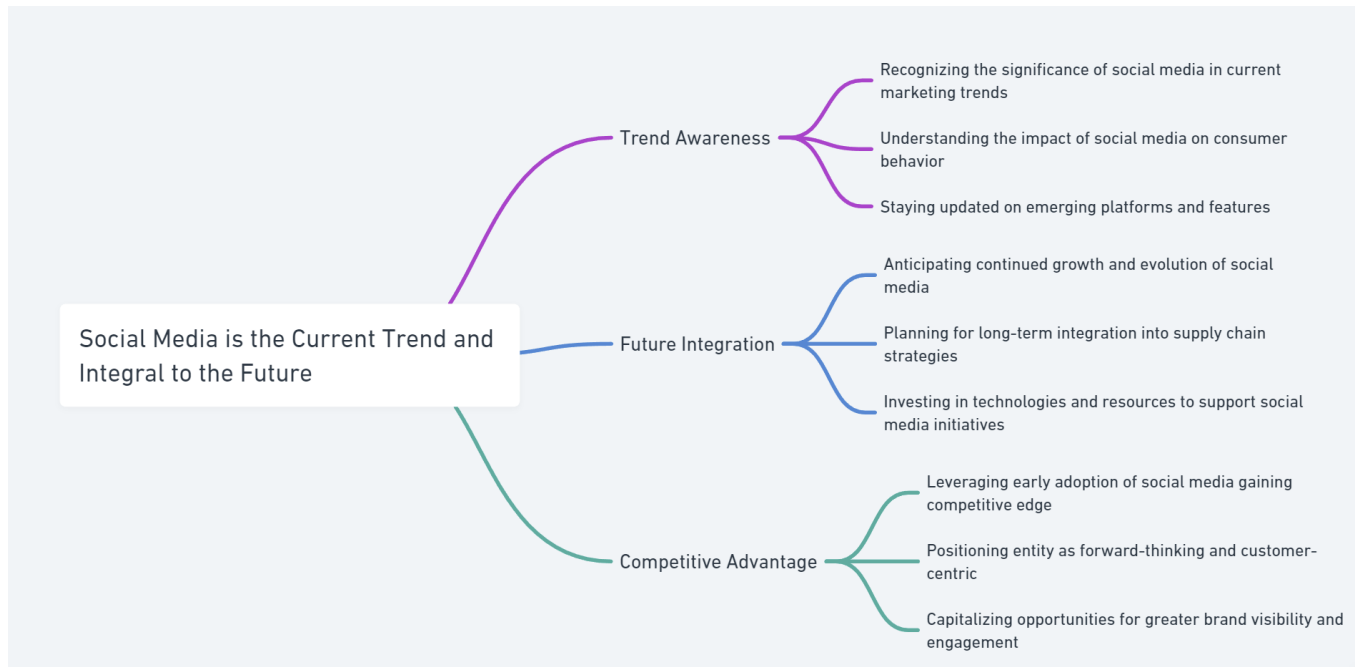 Social Media is the Current Trend and
Integral to the Future
Trend Awareness
Recognizing the significance of social media in current
marketing trends
Understanding the impact of social media on consumer
behavior
Staying updated on emerging platforms and features
Future Integration
Anticipating continued growth and evolution of social
media
Planning for long-term integration into supply chain
strategies
Investing in technologies and resources to support social
media initiatives
Competitive Advantage
Leveraging early adoption of social media gaining
competitive edge
Positioning entity as forward-thinking and customer-
centric
Capitalizing opportunities for greater brand visibility and
engagement